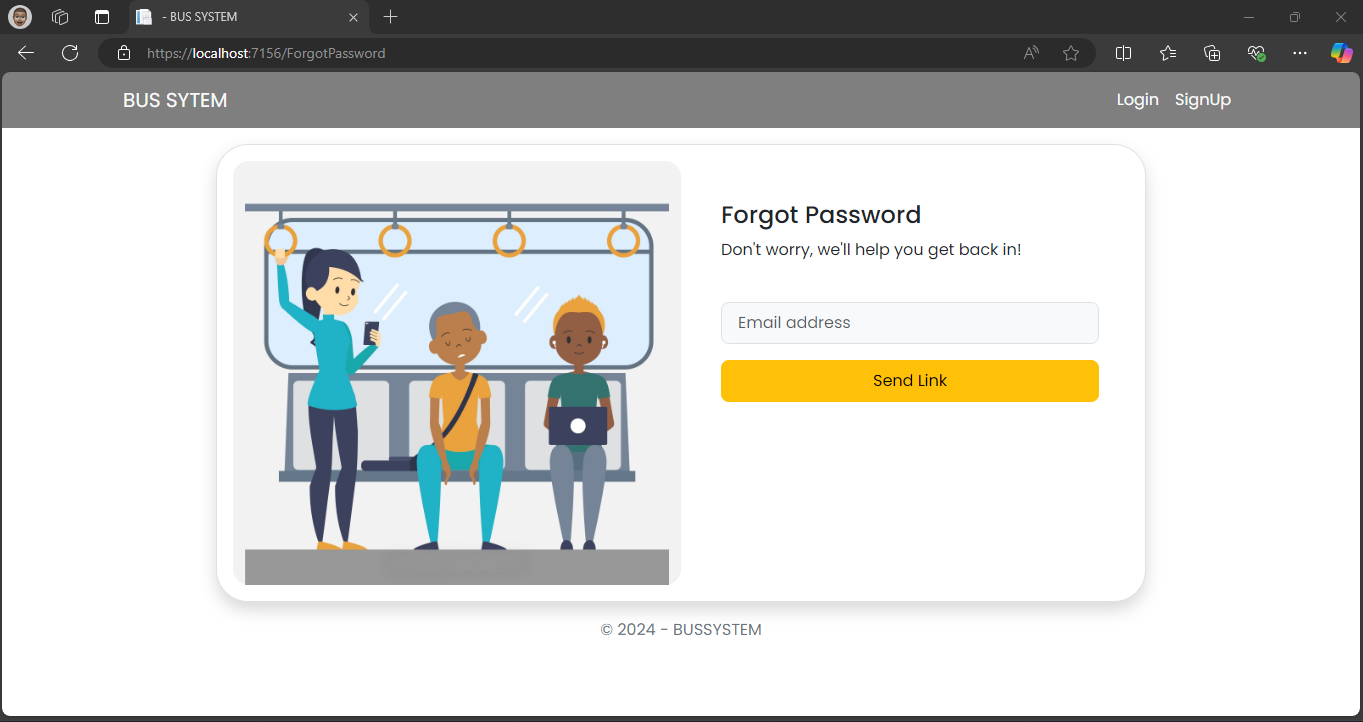 - BUS SYSTEM
https://localhost:7156/ForgotPassword
BUS SYTEM
Login SignUp
Forgot Password
Don't worry, we'll help you get back in!
Email address
Send Link
© 2024 - BUSSYSTEM